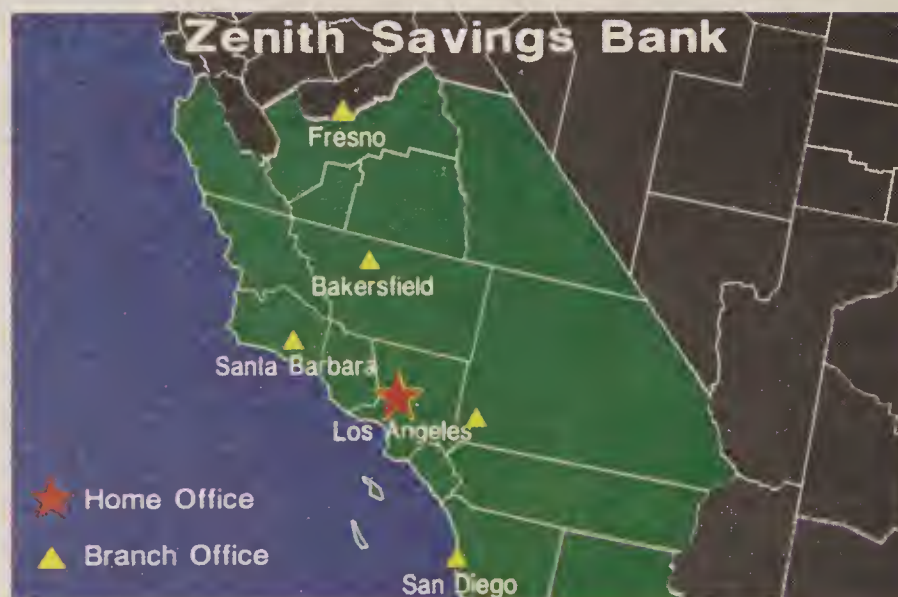 Zenith Savings Bank
Fresno
Bakersfield
Santa Barbara
Los Angeles
Home Office
Branch Office
San Diego